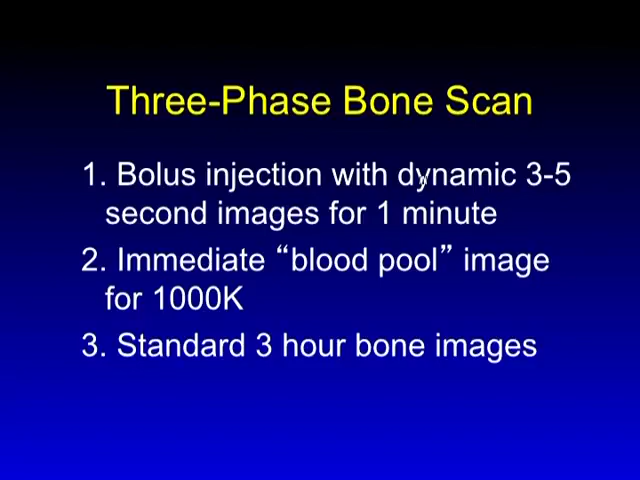 Three-Phase Bone Scan
1. Bolus injection with dynamic 3-5
second images for 1 minute
2. Immediate “blood pool” image
for 1000K
3. Standard 3 hour bone images